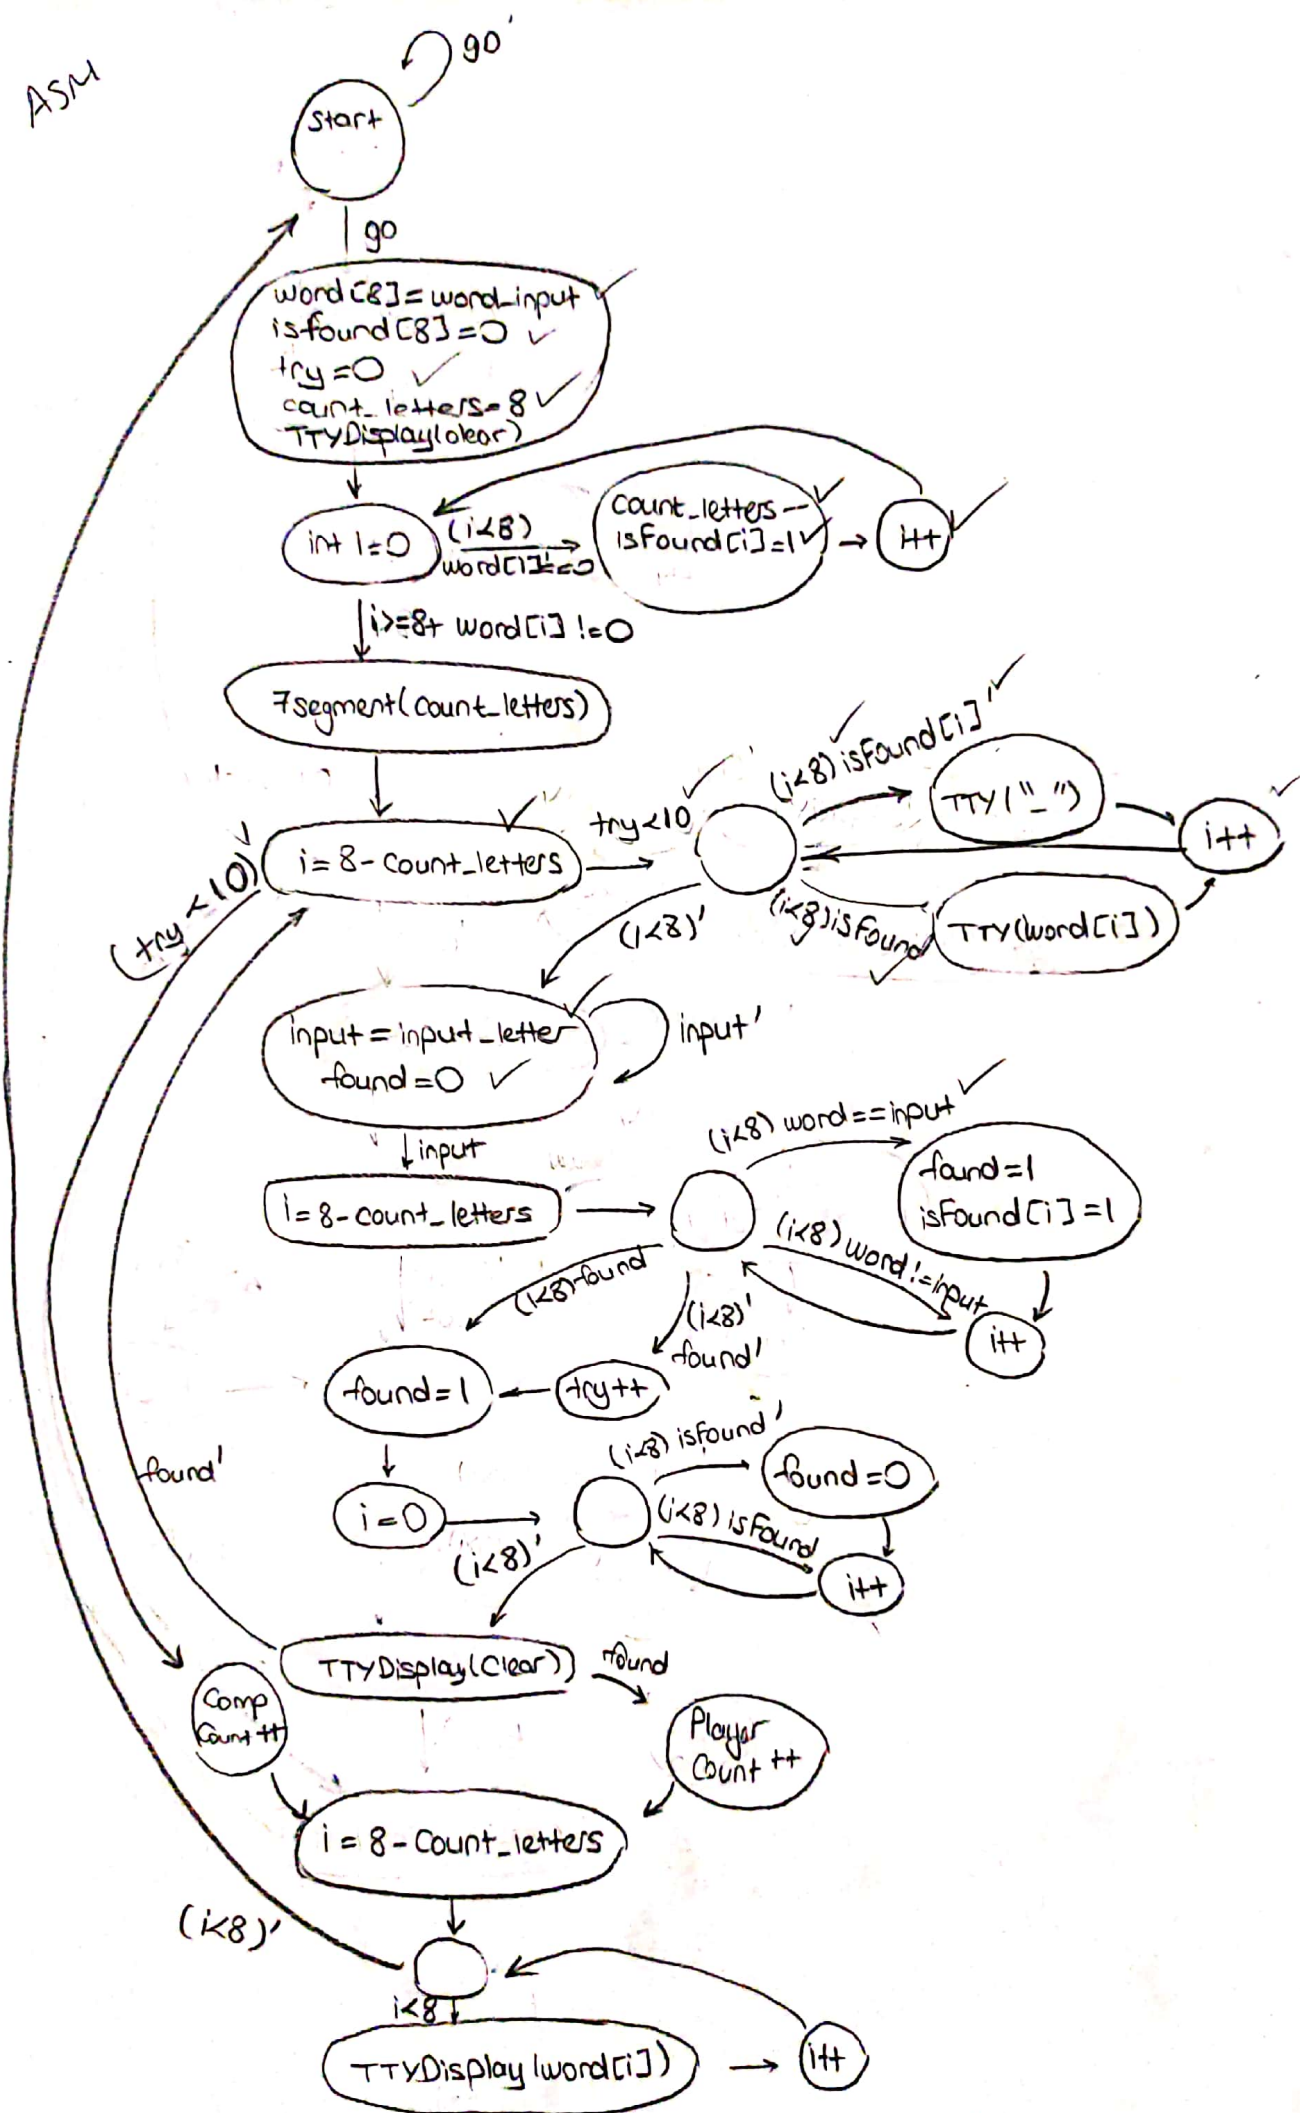 ASM
go'
start
go
word[8]=word_input
isfound[8]=0
try=0
count_letters=8
TTYDisplay(clear)
int i=0
(i<8)
word[i]==0
count_letters--
isFound[i]=1
i++
i>=8+ word[i] !=0
7segment(count_letters)
(i<8) isFound[i]'
TTY("_")
try<10
i++
i= 8-count_letters
(try<10)'
(i<8)isFound
TTY(word[i])
(i<8)'
input = input_letter
found=0
input'
input
(i<8) word==input
found=1
isFound[i]=1
i=8-count_letters
(i<8) word!=input
(i<8)'found
(i<8)'
found'
i++
found=1
try++
(i<8) isFound'
found=0
found'
i=0
(i<8) isFound
(i<8)'
i++
TTYDisplay(Clear))
found
Comp
Count++
Player
Count++
i = 8-Count_letters
(i<8)'
i<8
TTYDisplay(word[i])
i++